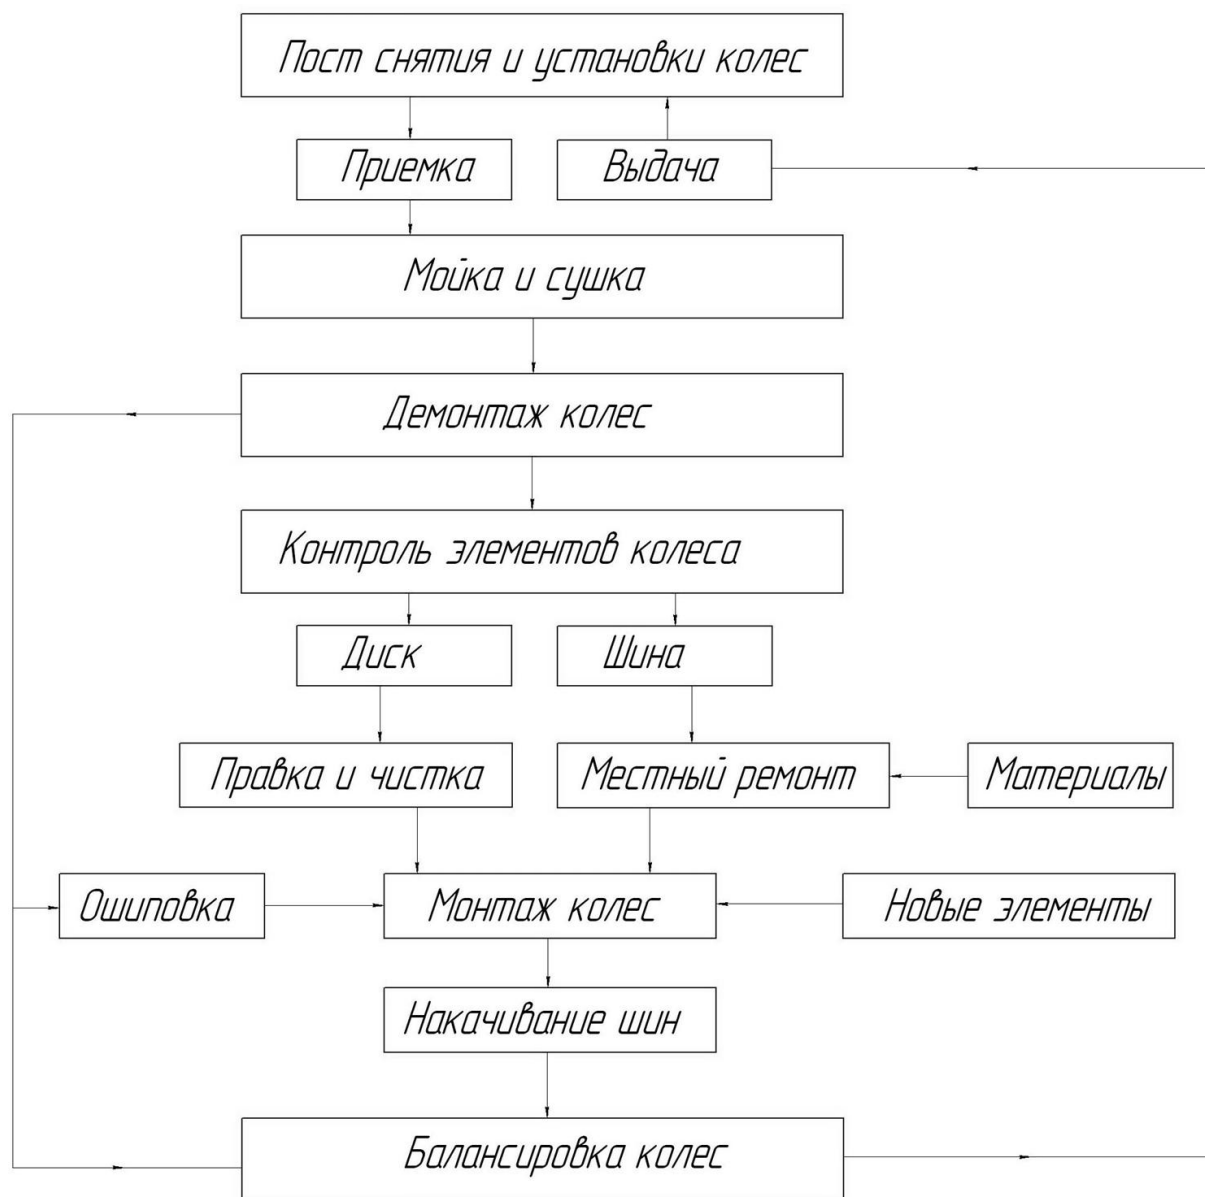 Пост снятия и установки колес
Приемка
Выдача
Мойка и сушка
Демонтаж колес
Контроль элементов колеса
Диск
Шина
Правка и чистка
Местный ремонт
Материалы
Ошиповка
Монтаж колес
Новые элементы
Накачивание шин
Балансировка колес